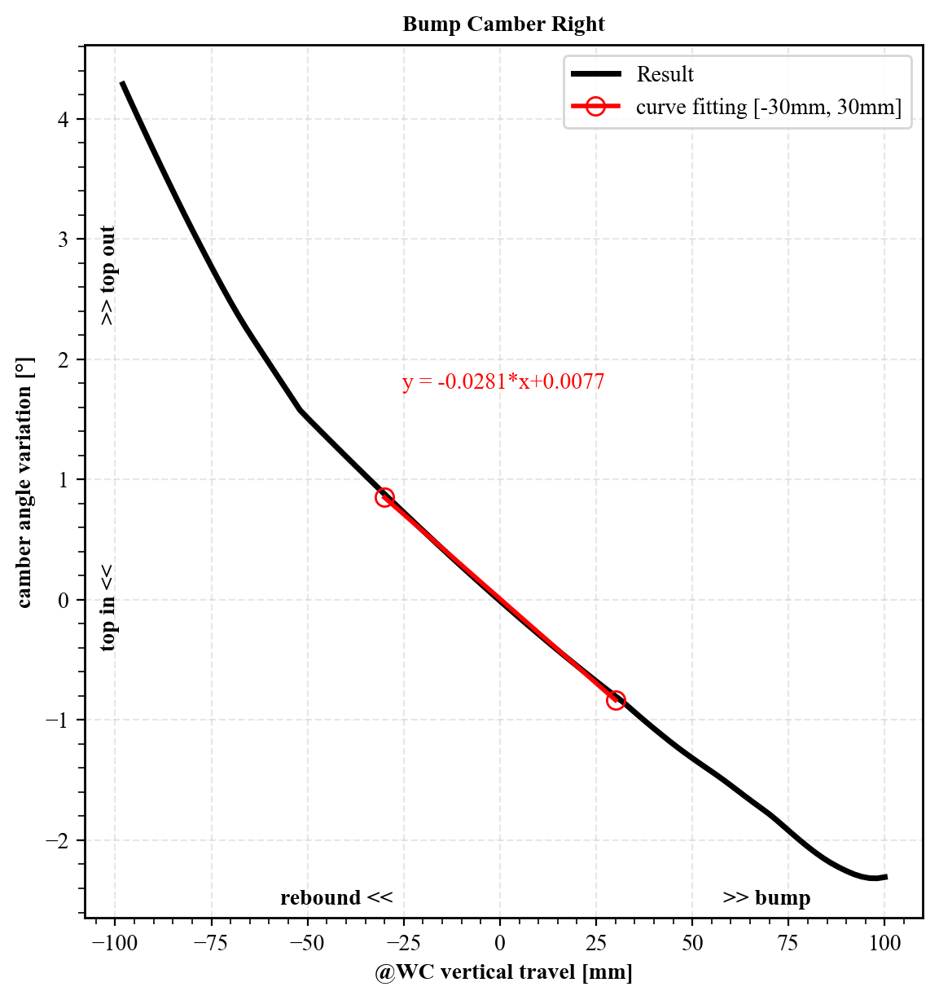 Bump Camber Right
Result
curve fitting [-30mm, 30mm]
4
3
2
1
0
−1
−2
>> top out
top in <<
camber angle variation [°]
y = -0.0281*x+0.0077
rebound <<
>> bump
−100
−75
−50
−25
0
25
50
75
100
@WC vertical travel [mm]